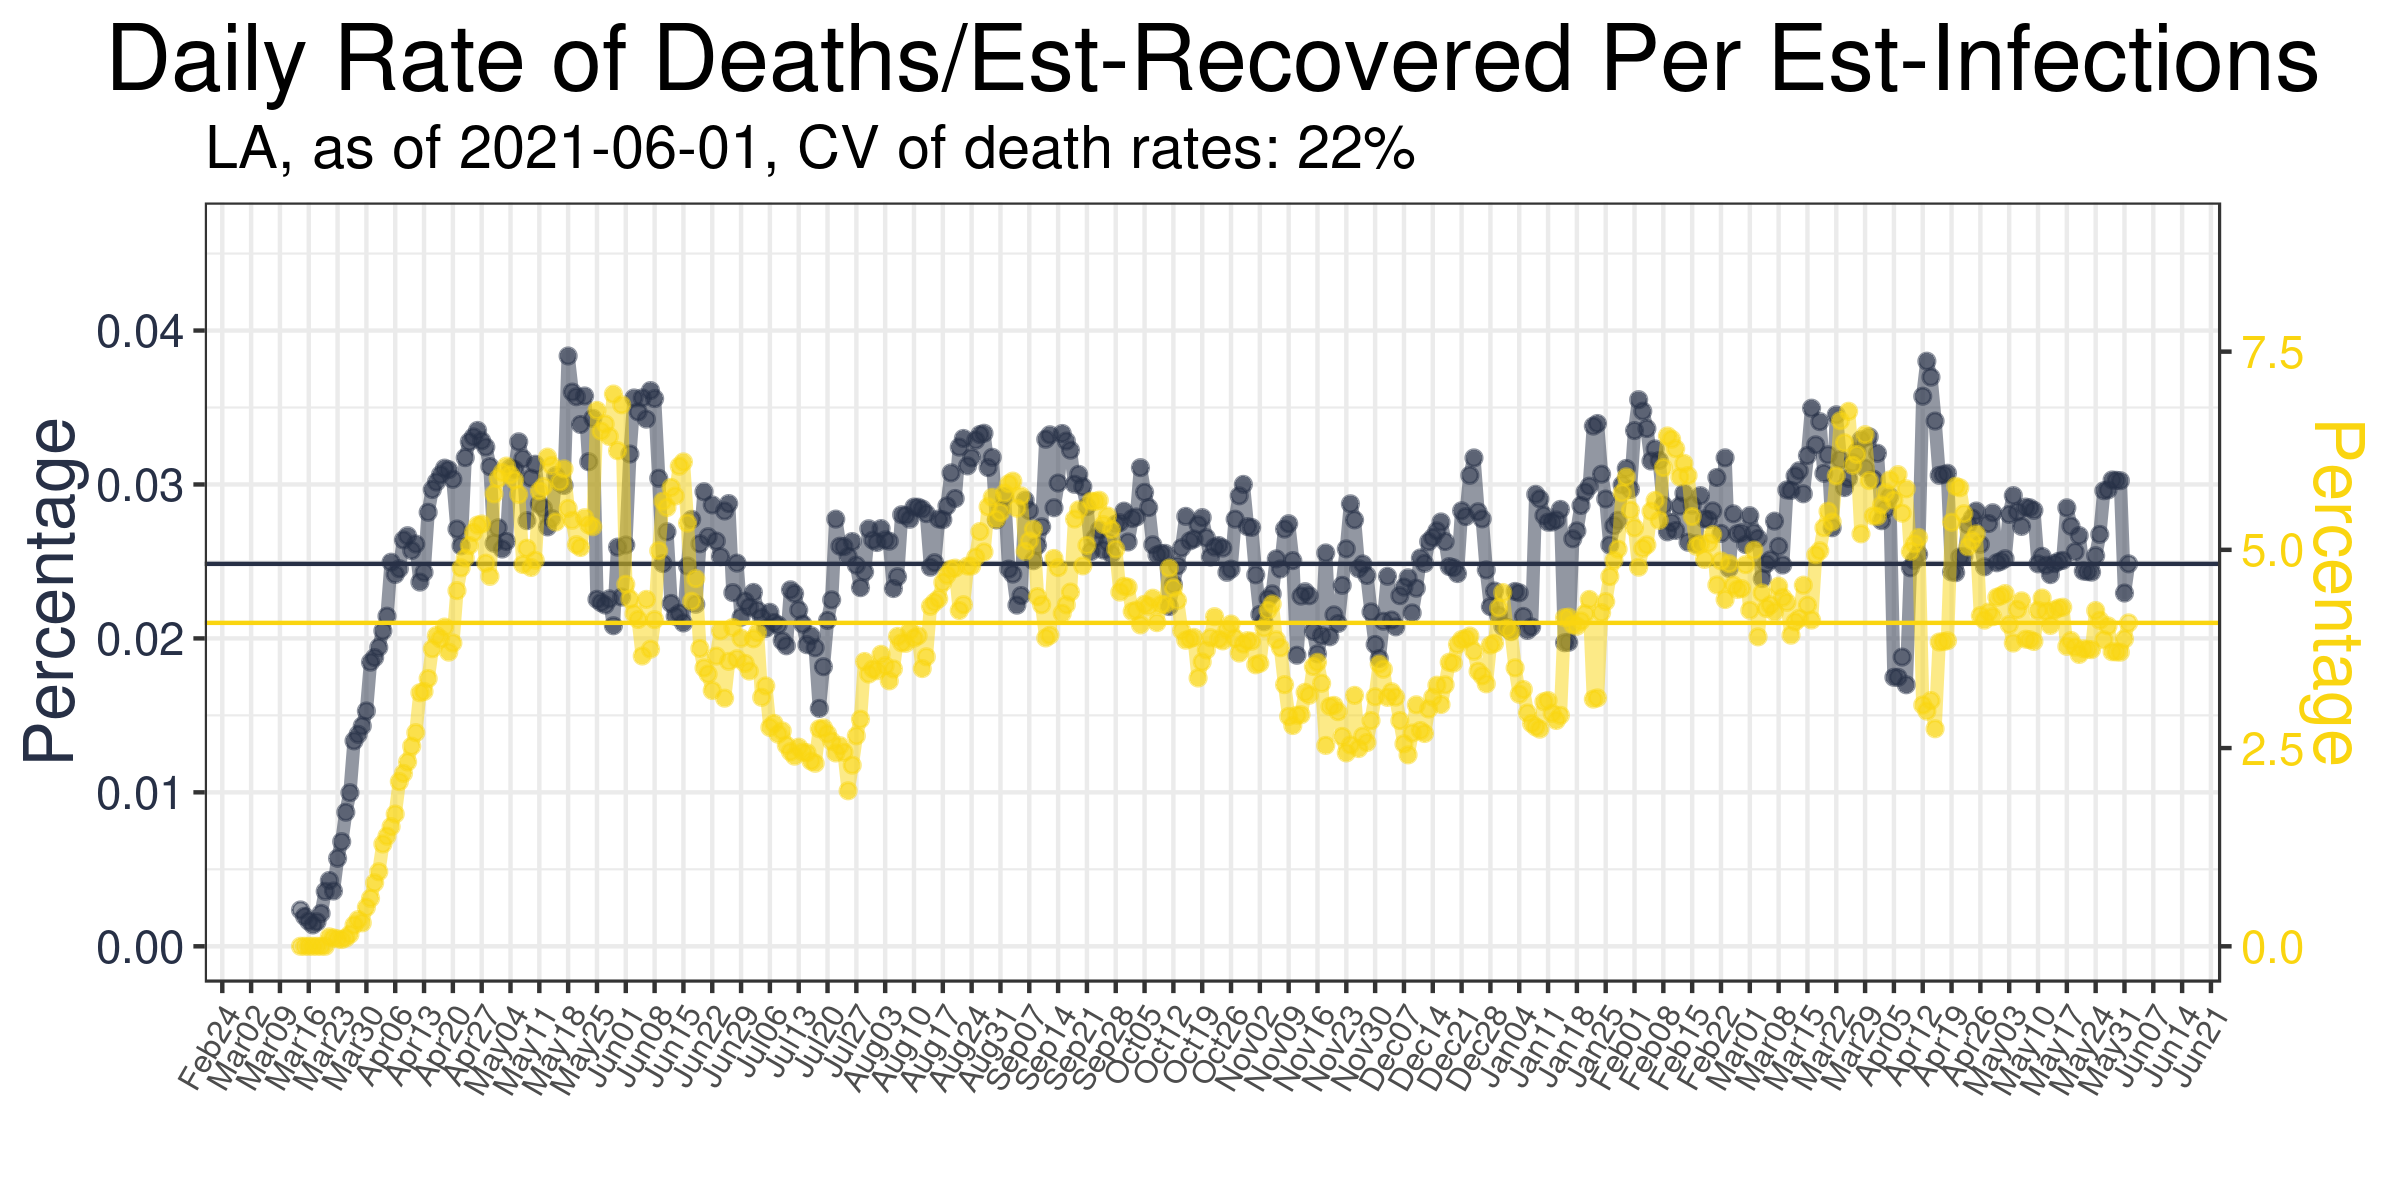 Daily Rate of Deaths/Est-Recovered Per Est-Infections
LA, as of 2021-06-01, CV of death rates: 22%
Percentage
0.04
0.03
0.02
0.01
0.00
7.5
5.0
2.5
0.0
Percentage
Feb24
Mar02
Mar09
Mar16
Mar23
Mar30
Apr06
Apr13
Apr20
Apr27
May04
May11
May18
May25
Jun01
Jun08
Jun15
Jun22
Jun29
Jul06
Jul13
Jul20
Jul27
Aug03
Aug10
Aug17
Aug24
Aug31
Sep07
Sep14
Sep21
Sep28
Oct05
Oct12
Oct19
Oct26
Nov02
Nov09
Nov16
Nov23
Nov30
Dec07
Dec14
Dec21
Dec28
Jan04
Jan11
Jan18
Jan25
Feb01
Feb08
Feb15
Feb22
Mar01
Mar08
Mar15
Mar22
Mar29
Apr05
Apr12
Apr19
Apr26
May03
May10
May17
May24
May31
Jun07
Jun14
Jun21